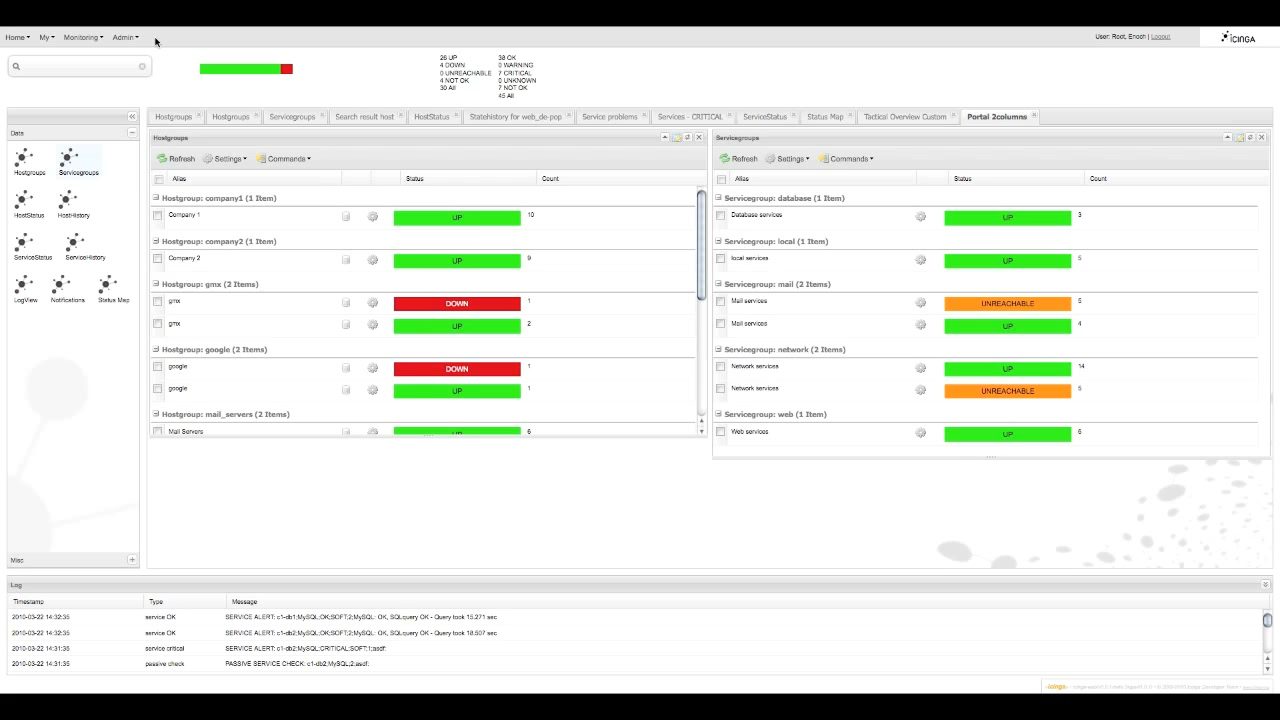 Home My Monitoring Admin
User: Root, Enoch | Logout
ICINGA
26 UP 38 OK
4 DOWN 0 WARNING
0 UNREACHABLE 7 CRITICAL
4 NOT OK 0 UNKNOWN
30 All 7 NOT OK
45 All
Hostgroups Hostgroups Servicegroups Search result host HostStatus Statehistory for web_de-pop Service problems Services - CRITICAL ServiceStatus Status Map Tactical Overview Custom Portal 2columns
Data
Hostgroups Servicegroups
HostStatus HostHistory
ServiceStatus ServiceHistory
LogView Notifications Status Map
Misc
Hostgroups
Refresh Settings Commands
Alias Status Count
Hostgroup: company1 (1 Item)
Company 1 UP 10
Hostgroup: company2 (1 Item)
Company 2 UP 9
Hostgroup: gmx (2 Items)
gmx DOWN 1
gmx UP 2
Hostgroup: google (2 Items)
google DOWN 1
google UP 1
Hostgroup: mail_servers (2 Items)
Mail Servers UP 6
Servicegroups
Refresh Settings Commands
Alias Status Count
Servicegroup: database (1 Item)
Database services UP 3
Servicegroup: local (1 Item)
local services UP 5
Servicegroup: mail (2 Items)
Mail services UNREACHABLE 5
Mail services UP 4
Servicegroup: network (2 Items)
Network services UP 14
Network services UNREACHABLE 5
Servicegroup: web (1 Item)
Web services UP 6
Log
Timestamp Type Message
2010-03-22 14:32:35 service OK SERVICE ALERT: c1-db1;MySQL;OK;SOFT;2;MySQL: OK, SQLquery OK - Query took 15.271 sec
2010-03-22 14:32:35 service OK SERVICE ALERT: c1-db2;MySQL;OK;SOFT;2;MySQL: OK, SQLquery OK - Query took 18.507 sec
2010-03-22 14:31:35 service critical SERVICE ALERT: c1-db2;MySQL;CRITICAL;SOFT;1;asdf:
2010-03-22 14:31:35 passive check PASSIVE SERVICE CHECK: c1-db2;MySQL;2;asdf: